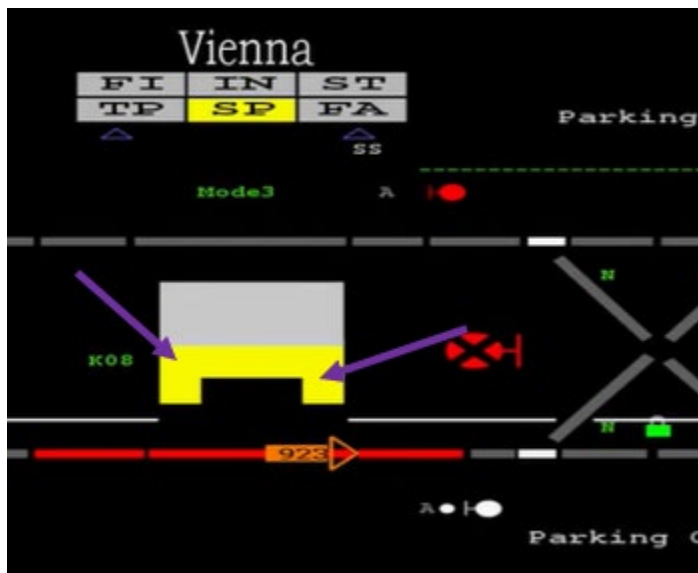 Vienna
FI IN ST
TP SP FA
Parking
SS
Mode3 A
N
K08
N
923
A
Parking